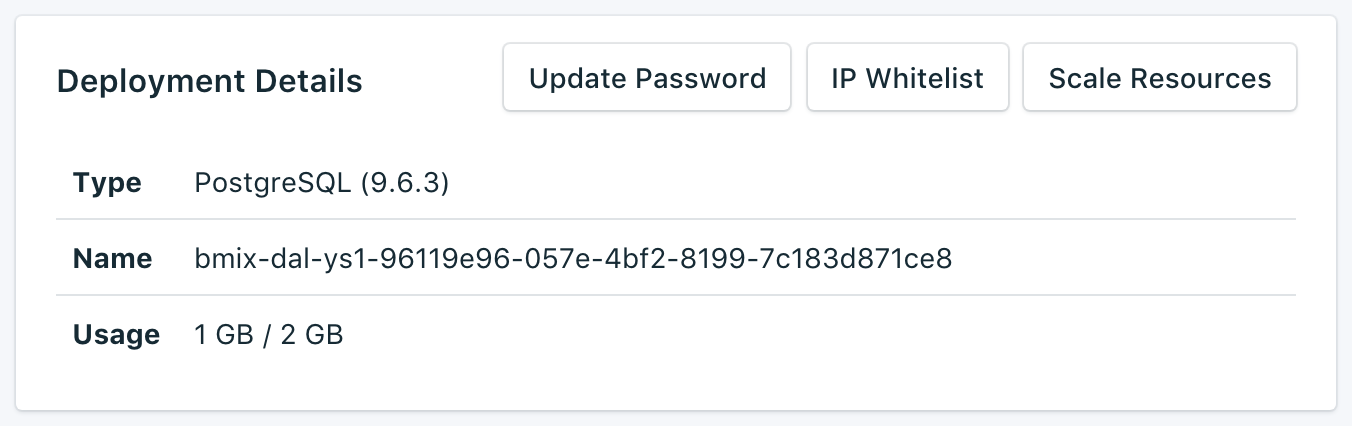 Deployment Details
Update Password
IP Whitelist
Scale Resources
Type PostgreSQL (9.6.3)
Name bmix-dal-ys1-96119e96-057e-4bf2-8199-7c183d871ce8
Usage 1 GB / 2 GB